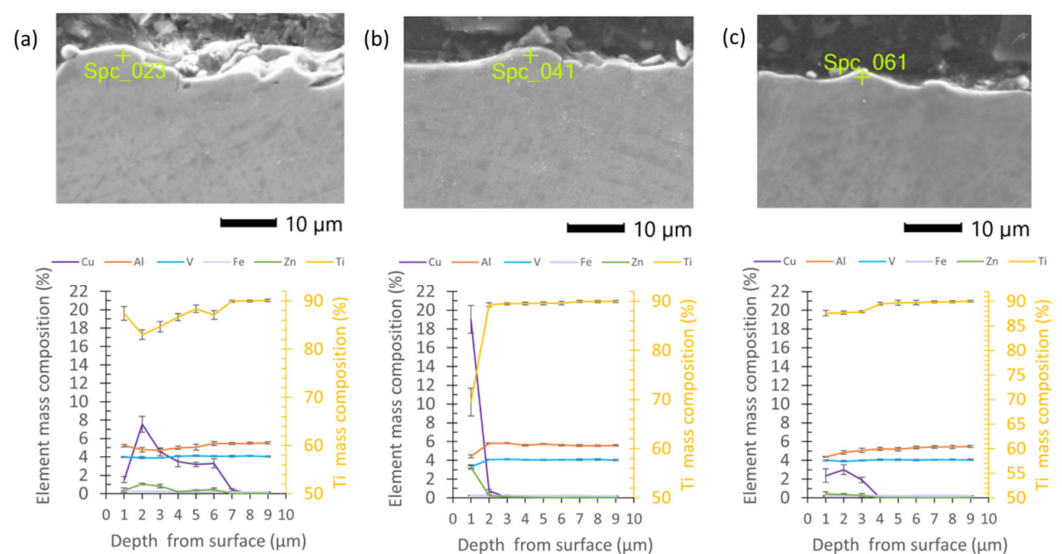 (a)
Spc_023
10 µm
Cu Al V Fe Zn Ti
Element mass composition (%)
22
20
18
16
14
12
10
8
6
4
2
0
0 1 2 3 4 5 6 7 8 9 10
Depth from surface (µm)
90
80
70
60
50
Ti mass composition (%)
(b)
Spc_041
10 µm
Cu Al V Fe Zn Ti
Element mass composition (%)
22
20
18
16
14
12
10
8
6
4
2
0
0 1 2 3 4 5 6 7 8 9 10
Depth from surface (µm)
90
80
70
60
50
Ti mass composition (%)
(c)
Spc_061
10 µm
Cu Al V Fe Zn Ti
Element mass composition (%)
22
20
18
16
14
12
10
8
6
4
2
0
0 1 2 3 4 5 6 7 8 9 10
Depth from surface (µm)
90
85
80
75
70
65
60
55
50
Ti mass composition (%)